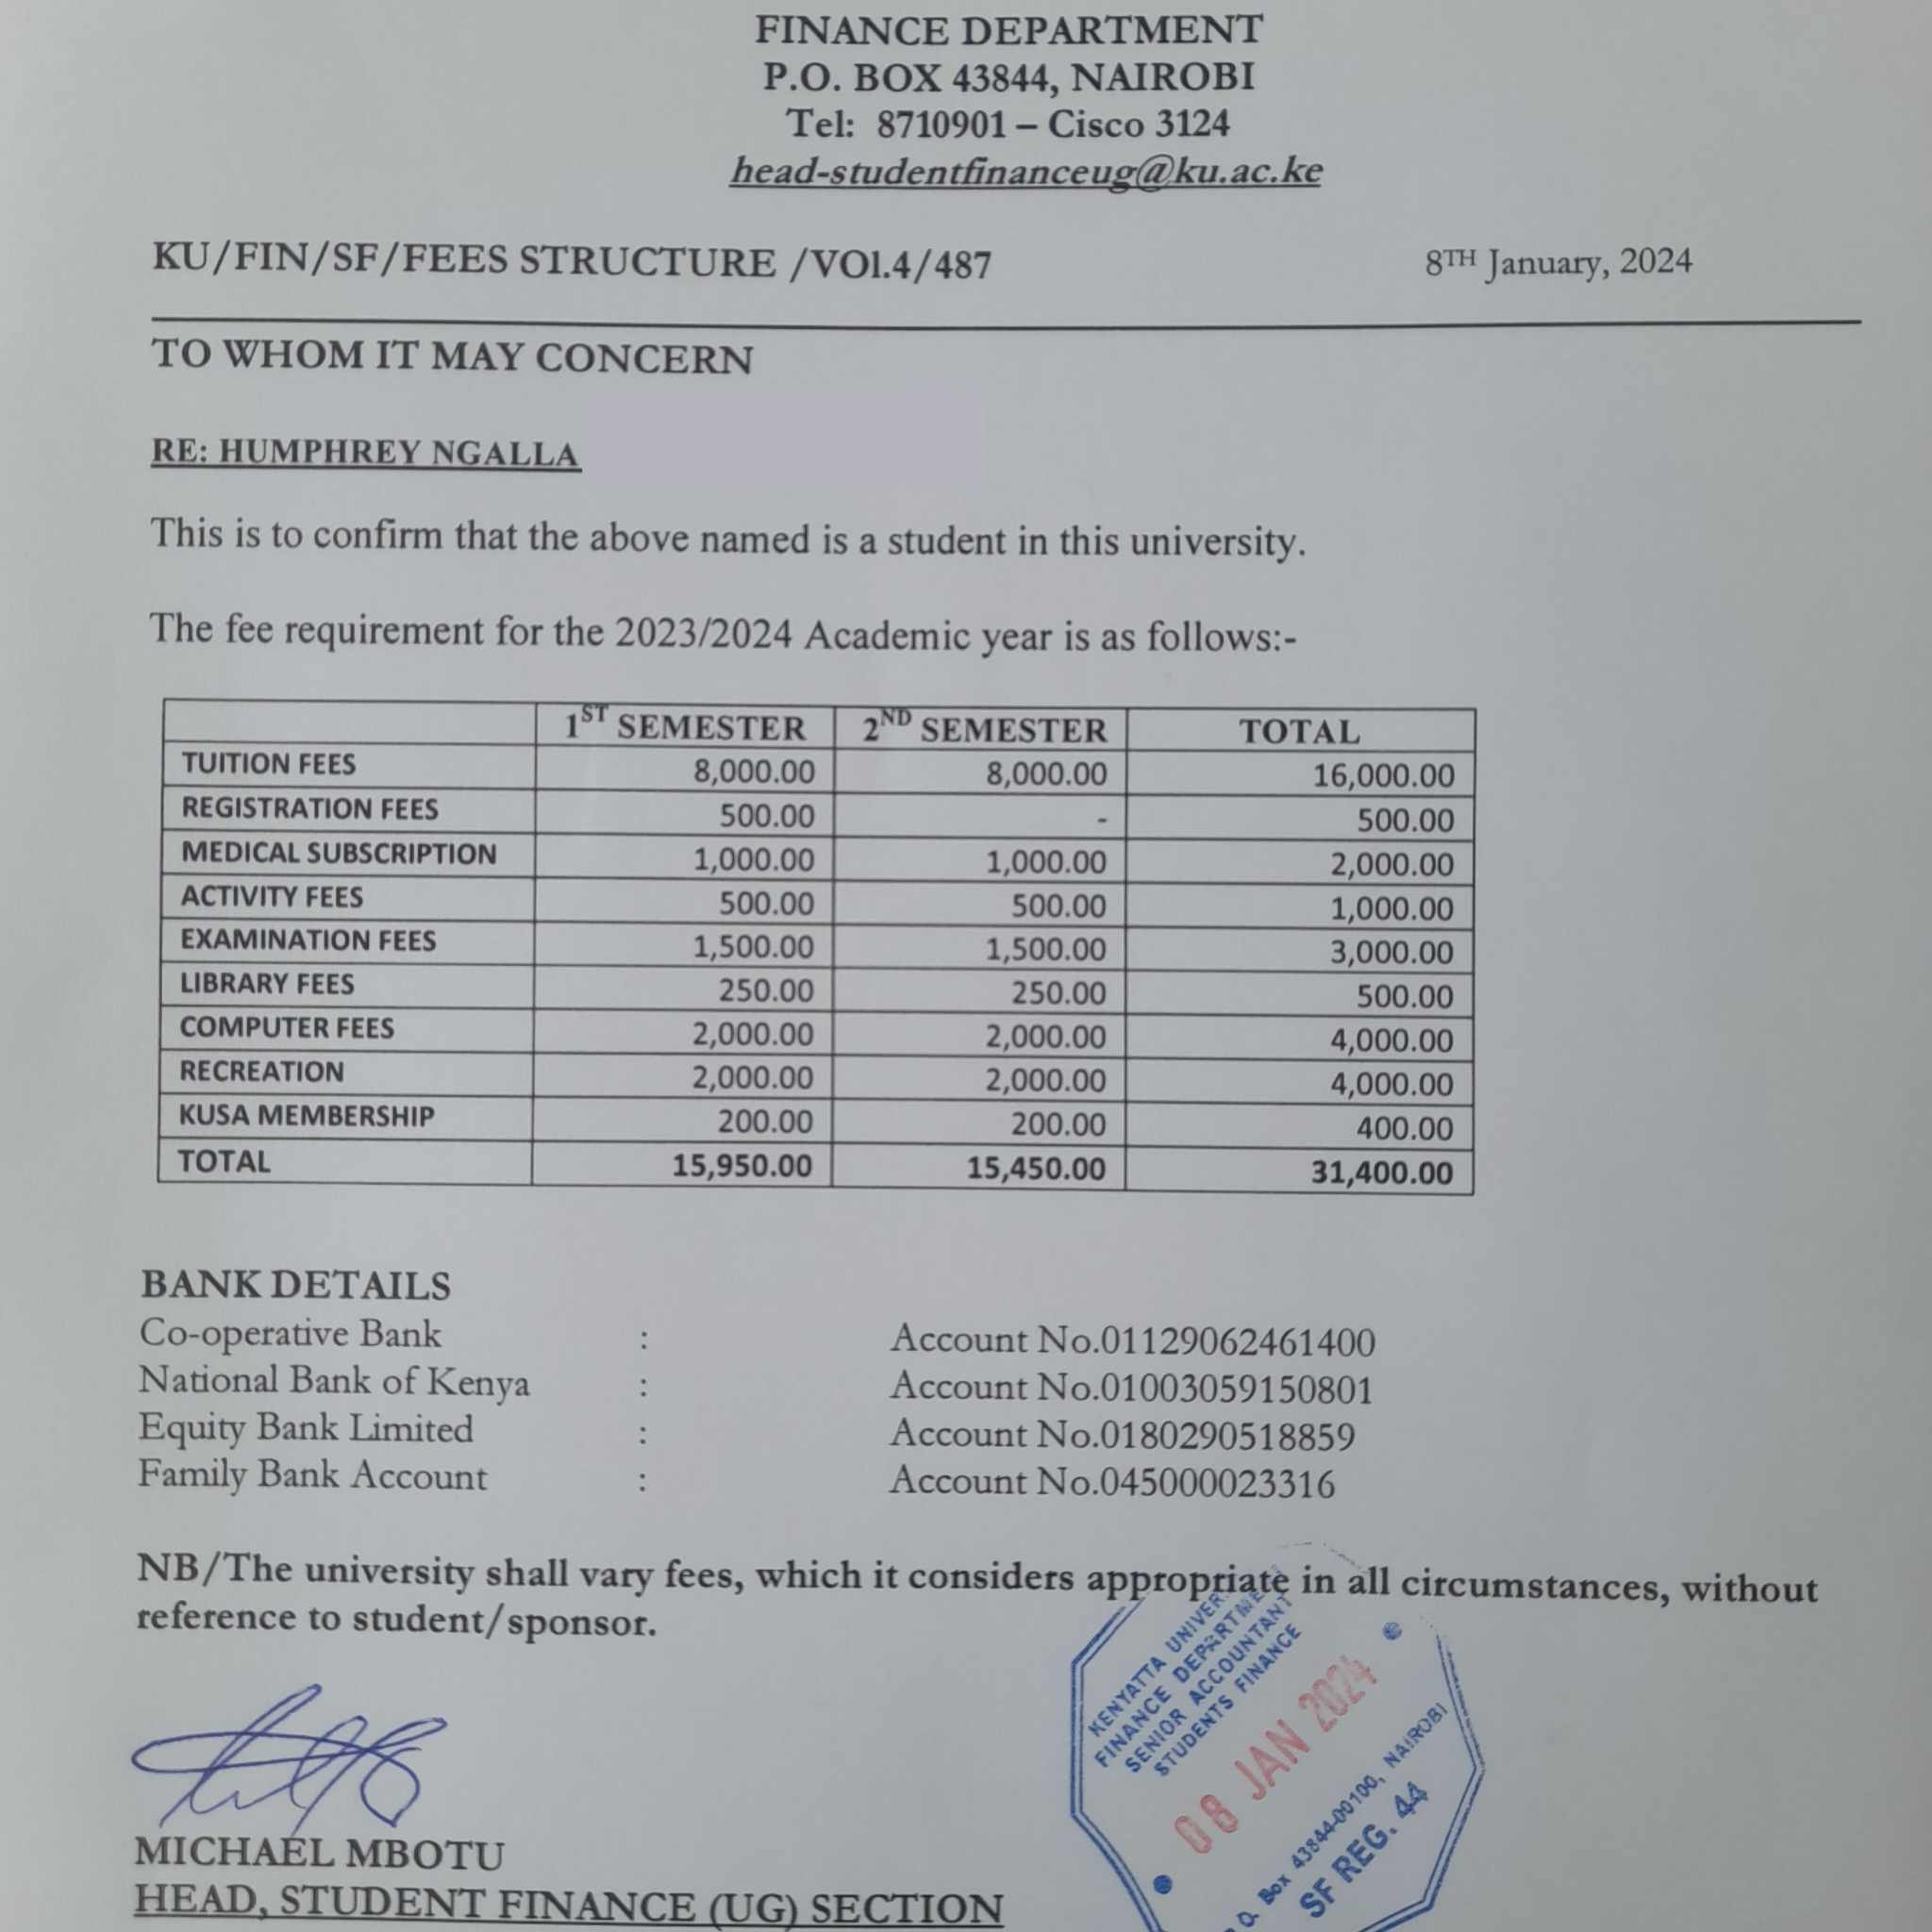 FINANCE DEPARTMENT
P.O. BOX 43844, NAIROBI
Tel: 8710901 – Cisco 3124
head-studentfinanceug@ku.ac.ke
KU/FIN/SF/FEES STRUCTURE /VOl.4/487 8TH January, 2024
TO WHOM IT MAY CONCERN
RE: HUMPHREY NGALLA
This is to confirm that the above named is a student in this university.
The fee requirement for the 2023/2024 Academic year is as follows:-
1ST SEMESTER 2ND SEMESTER TOTAL
TUITION FEES 8,000.00 8,000.00 16,000.00
REGISTRATION FEES 500.00 - 500.00
MEDICAL SUBSCRIPTION 1,000.00 1,000.00 2,000.00
ACTIVITY FEES 500.00 500.00 1,000.00
EXAMINATION FEES 1,500.00 1,500.00 3,000.00
LIBRARY FEES 250.00 250.00 500.00
COMPUTER FEES 2,000.00 2,000.00 4,000.00
RECREATION 2,000.00 2,000.00 4,000.00
KUSA MEMBERSHIP 200.00 200.00 400.00
TOTAL 15,950.00 15,450.00 31,400.00
BANK DETAILS
Co-operative Bank : Account No.01129062461400
National Bank of Kenya : Account No.01003059150801
Equity Bank Limited : Account No.0180290518859
Family Bank Account : Account No.045000023316
NB/The university shall vary fees, which it considers appropriate in all circumstances, without
reference to student/sponsor.
KENYATTA UNIVER
FINANCE DEPARTMENT
SENIOR ACCOUNTANT
STUDENTS FINANCE
08 JAN 2024
O. Box 43844-00100, NAIROBI
SF REG. 44
MICHAEL MBOTU
HEAD, STUDENT FINANCE (UG) SECTION